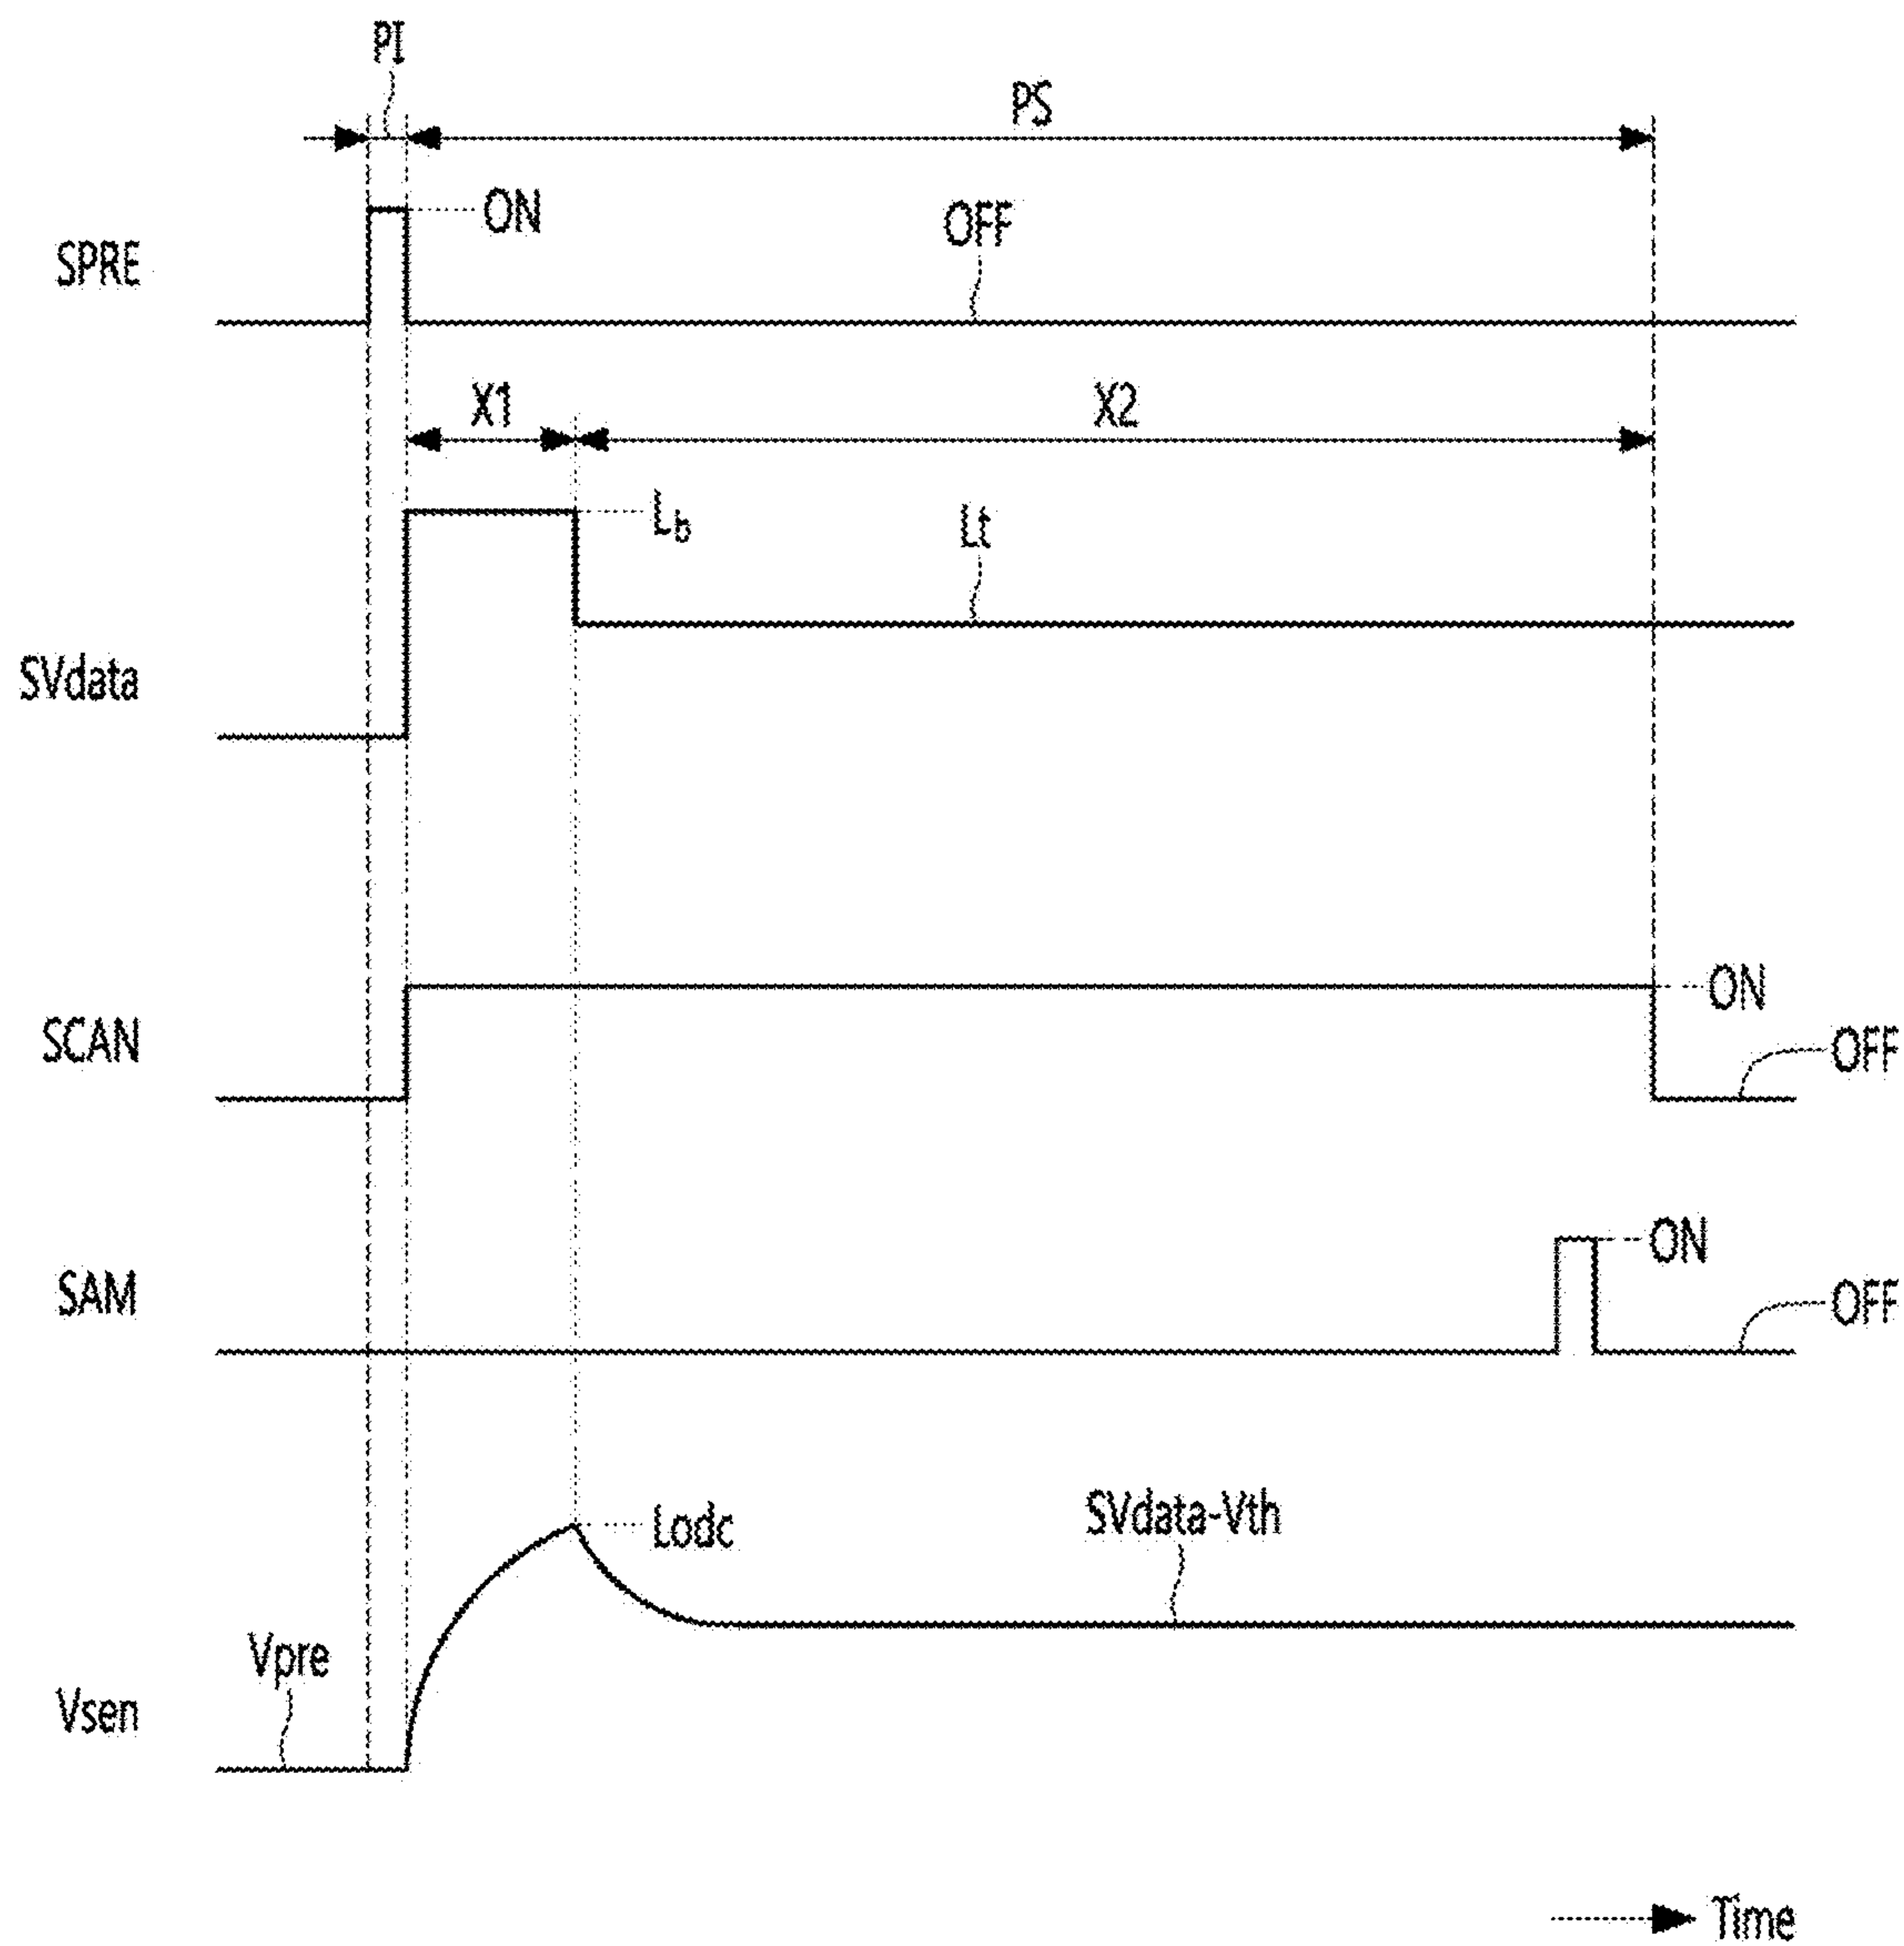 PI
PS
SPRE
ON
OFF
X1
X2
SVdata
Lb
Lt
SCAN
ON
OFF
SAM
ON
OFF
Vsen
Vpre
Lodc
SVdata-Vth
Time